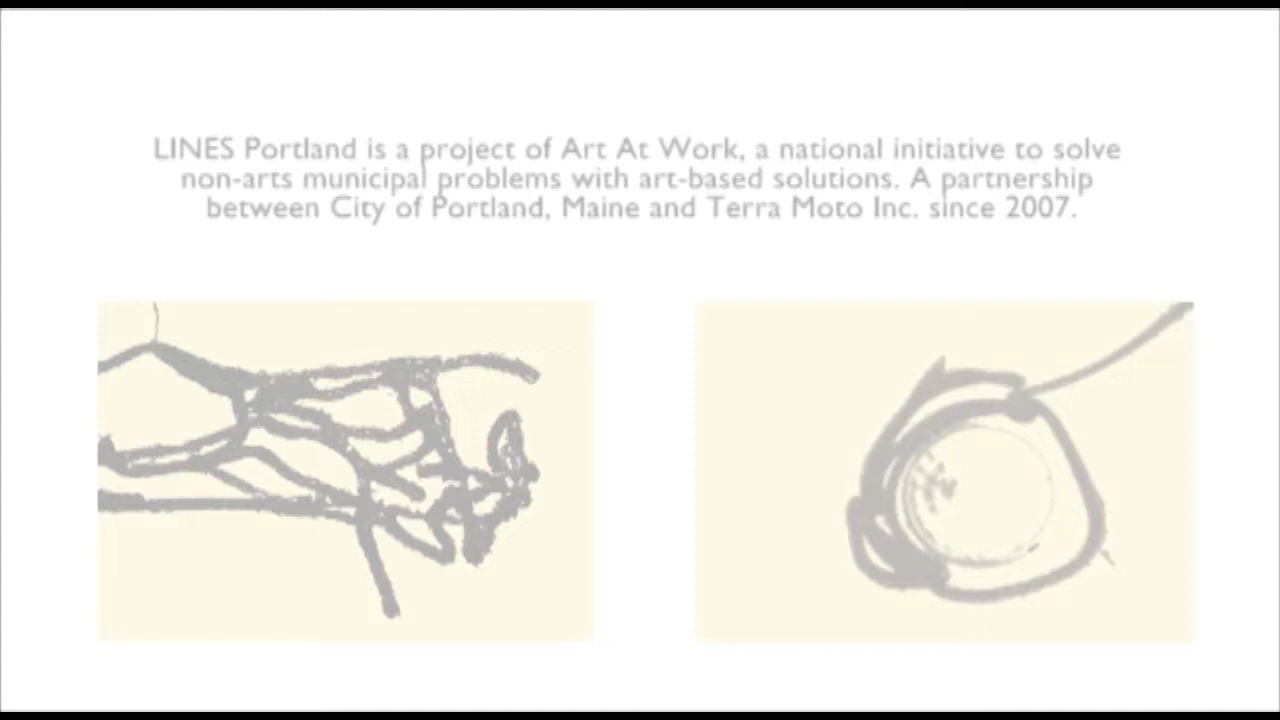 LINES Portland is a project of Art At Work, a national initiative to solve
non-arts municipal problems with art-based solutions. A partnership
between City of Portland, Maine and Terra Moto Inc. since 2007.